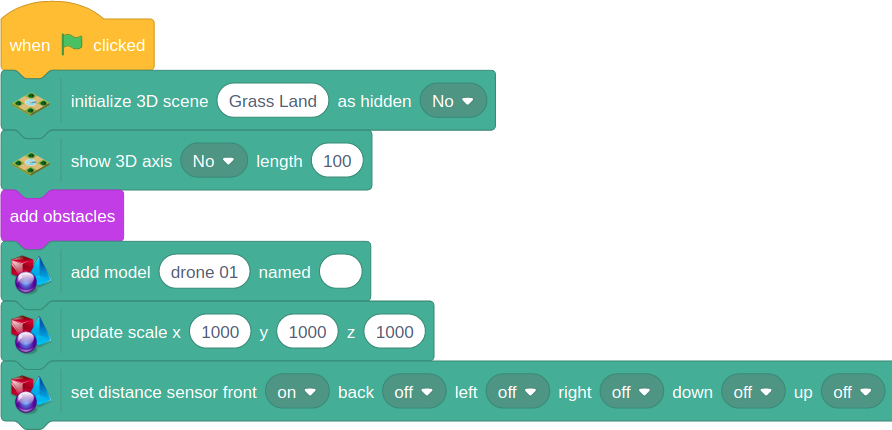 when clicked
initialize 3D scene Grass Land as hidden No
show 3D axis No length 100
add obstacles
add model drone 01 named
update scale x 1000 y 1000 z 1000
set distance sensor front on back off left off right off down off up off